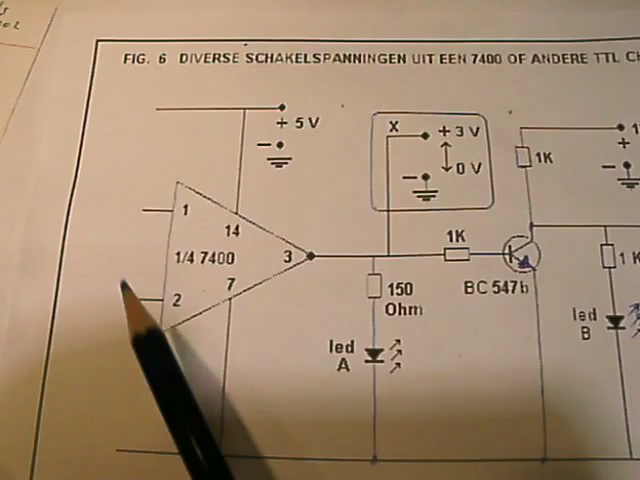 FIG. 6 DIVERSE SCHAKELSPANNINGEN UIT EEN 7400 OF ANDERE TTL
+ 5 V
-
X
+ 3 V
0 V
-
1K
+
-
1
14
1/4 7400
3
7
2
1K
BC 547b
150
Ohm
1 K
led
A
led
B